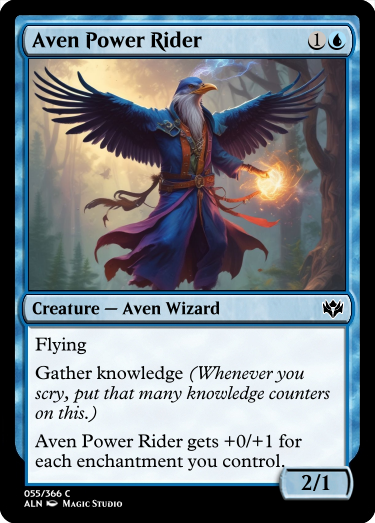 Aven Power Rider 1
Creature — Aven Wizard
Flying
Gather knowledge (Whenever you
scry, put that many knowledge counters
on this.)
Aven Power Rider gets +0/+1 for
each enchantment you control.
2/1
055/366 C
ALN Magic Studio